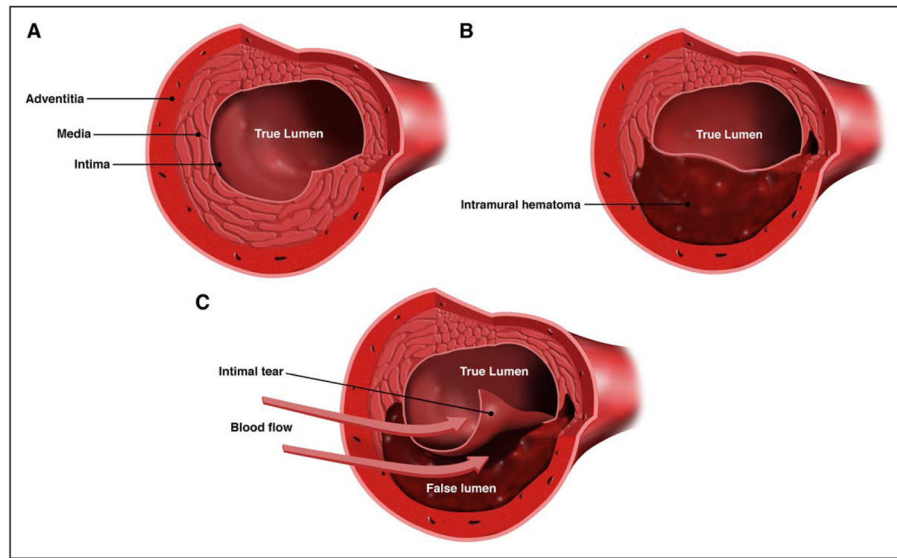 A
Adventitia
Media
Intima
True Lumen
B
True Lumen
Intramural hematoma
C
Intimal tear
True Lumen
Blood flow
False lumen